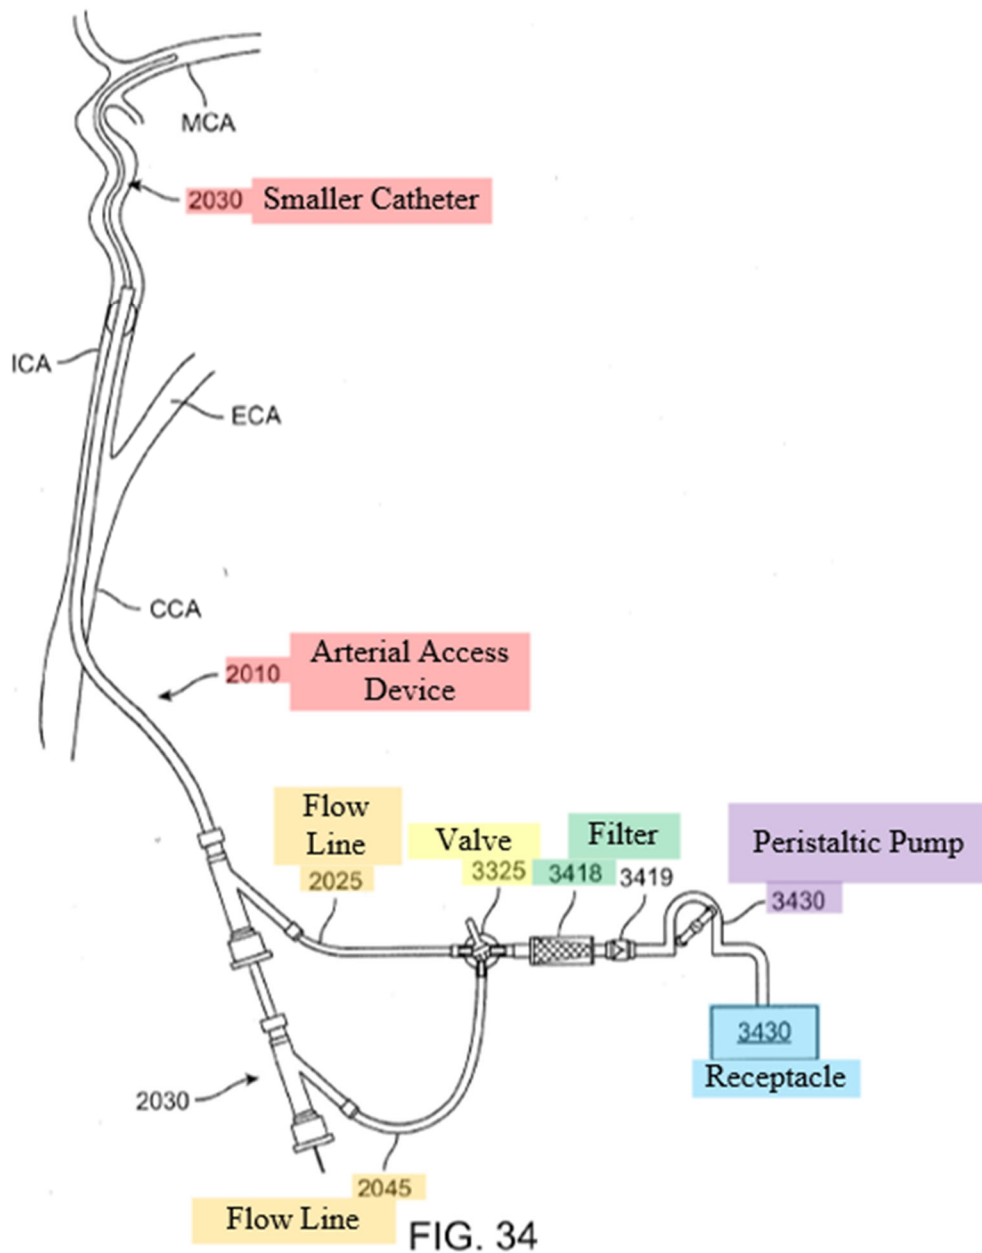 MCA
2030 Smaller Catheter
ICA
ECA
CCA
2010 Arterial Access
Device
Flow
Line
2025
Valve
3325
Filter
3418
3419
Peristaltic Pump
3430
3430
Receptacle
2030
2045
Flow Line
FIG. 34